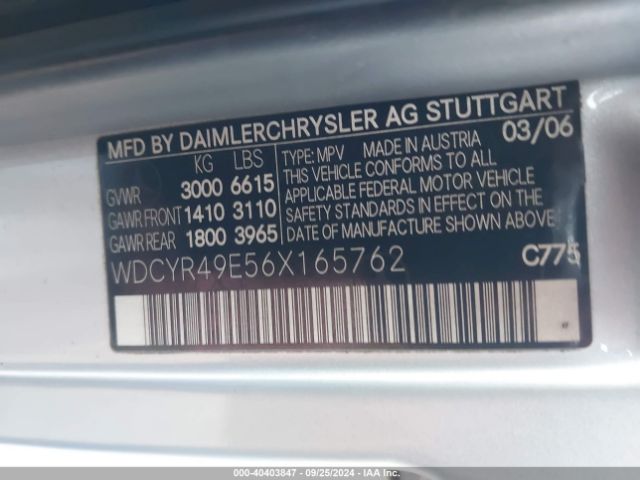 MFD BY DAIMLERCHRYSLER AG STUTTGART
KG LBS
GVWR 3000 6615
GAWR FRONT 1410 3110
GAWR REAR 1800 3965
TYPE: MPV MADE IN AUSTRIA 03/06
THIS VEHICLE CONFORMS TO ALL
APPLICABLE FEDERAL MOTOR VEHICLE
SAFETY STANDARDS IN EFFECT ON THE
DATE OF MANUFACTURE SHOWN ABOVE.
WDCYR49E56X165762 C775
000-40403847 - 09/25/2024 - IAAI.com